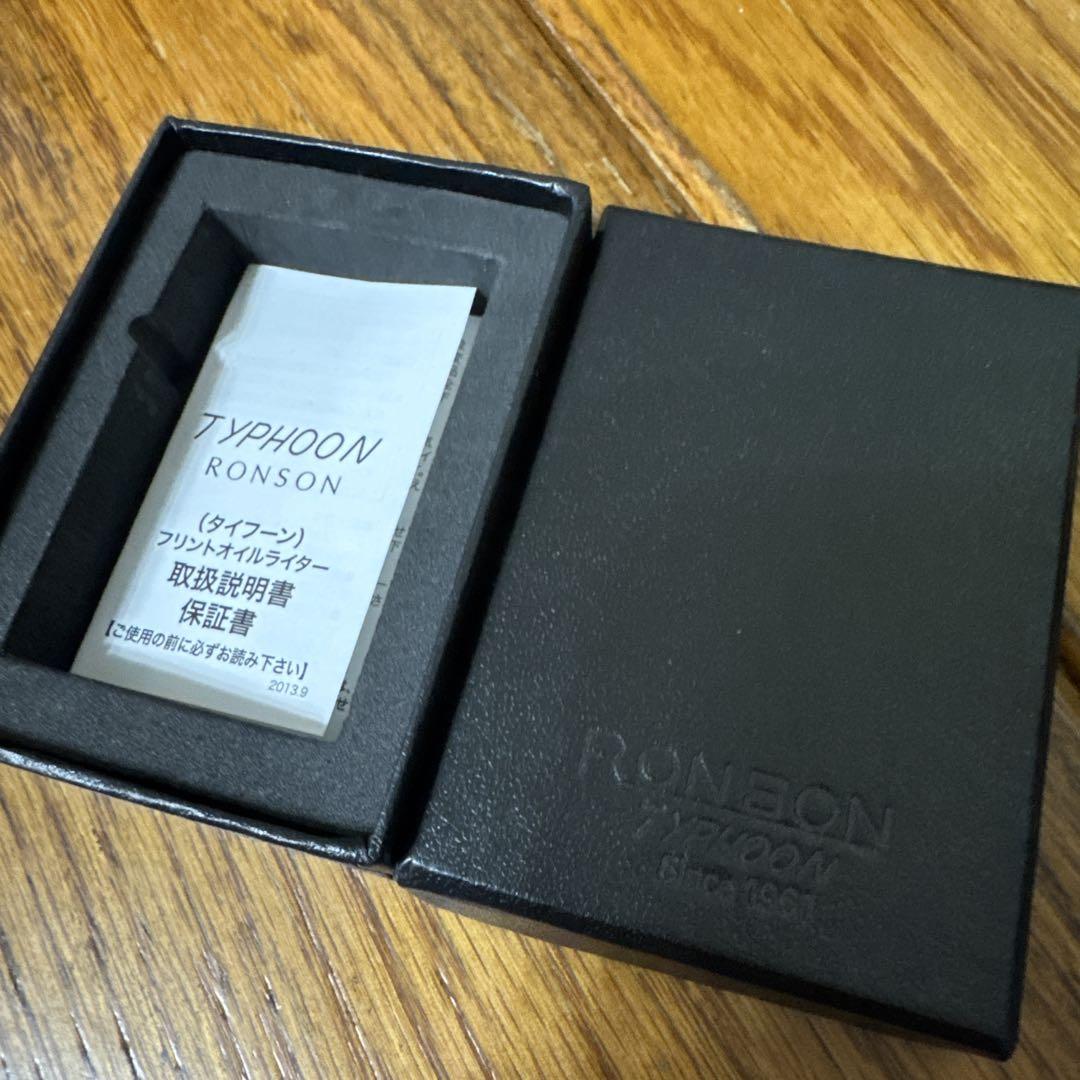 TYPHOON
RONSON
(タイフーン)
フリントオイルライター
取扱説明書
保証書
【ご使用の前に必ずお読み下さい】
2013.9
RONSON
TYPHOON
Since 1961